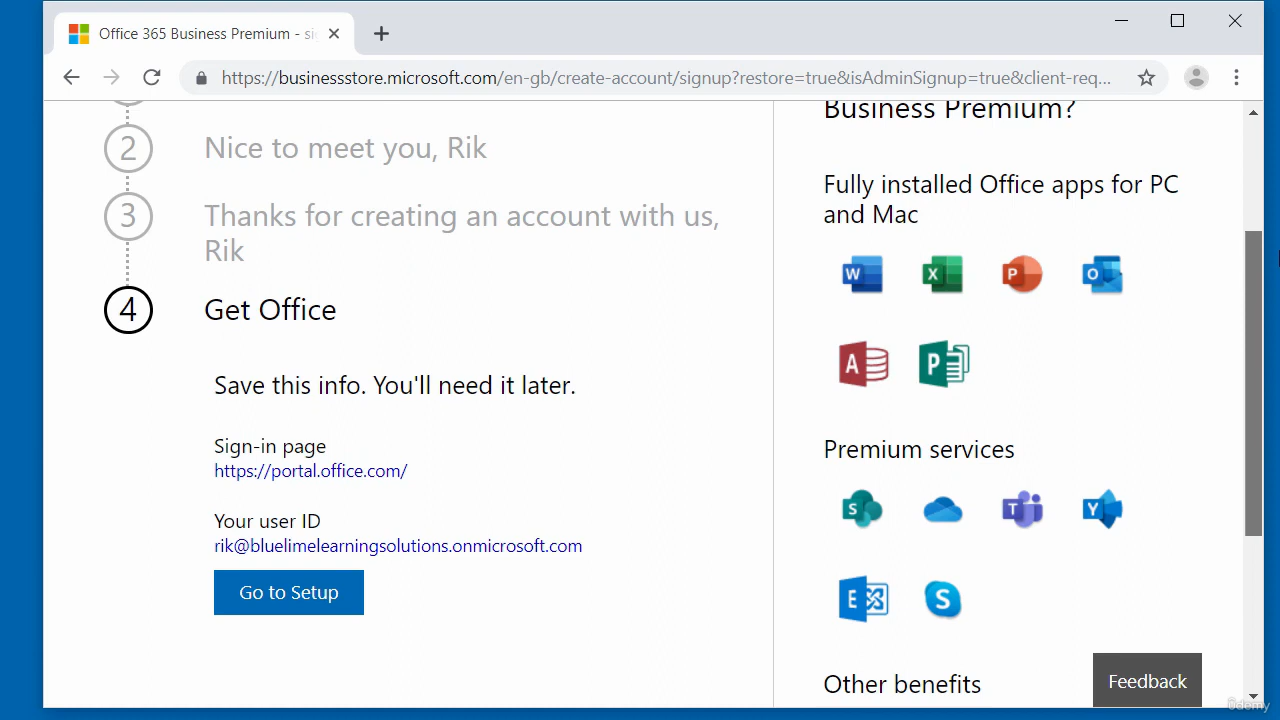 Office 365 Business Premium - si
https://businessstore.microsoft.com/en-gb/create-account/signup?restore=true&isAdminSignup=true&client-req...
2
Nice to meet you, Rik
3
Thanks for creating an account with us,
Rik
4
Get Office
Save this info. You'll need it later.
Sign-in page
https://portal.office.com/
Your user ID
rik@bluelimelearningsolutions.onmicrosoft.com
Go to Setup
Business Premium?
Fully installed Office apps for PC
and Mac
W
X
P
O
A
P
Premium services
S
T
Y
E
S
Other benefits
Feedback
Udemy